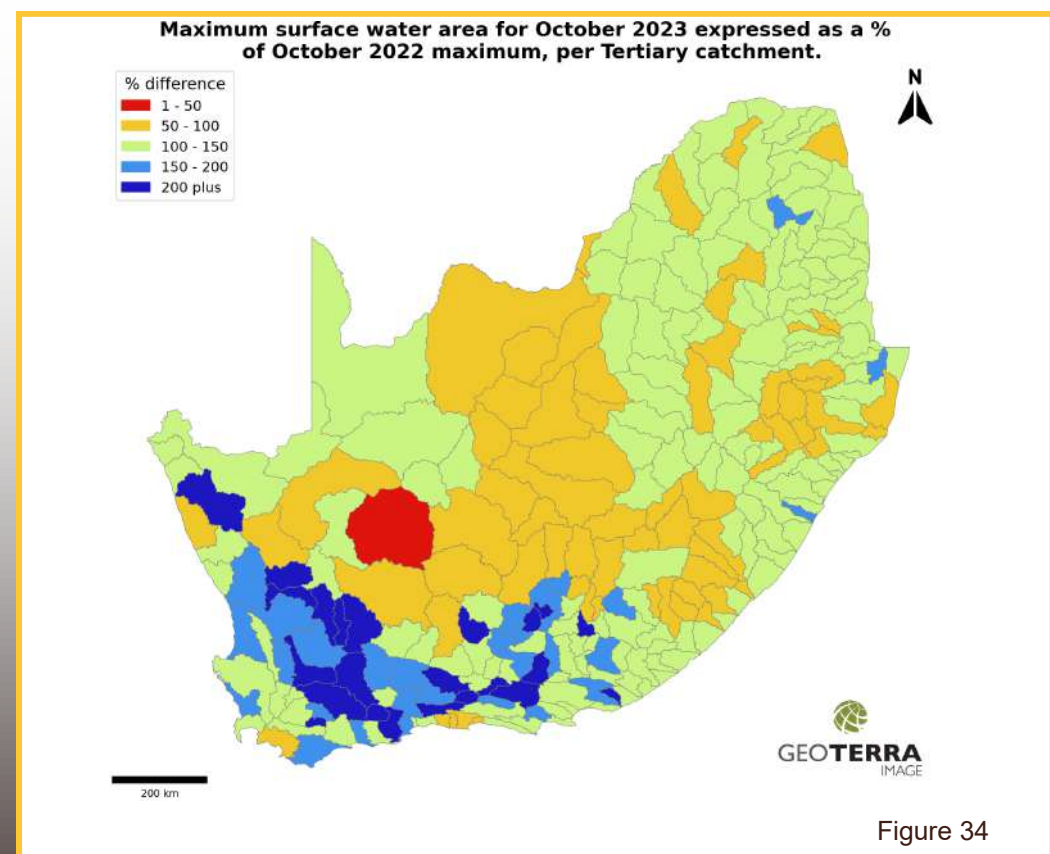 Maximum surface water area for October 2023 expressed as a %
of October 2022 maximum, per Tertiary catchment.
% difference
1 - 50
50 - 100
100 - 150
150 - 200
200 plus
N
200 km
GEOTERRA
IMAGE
Figure 34